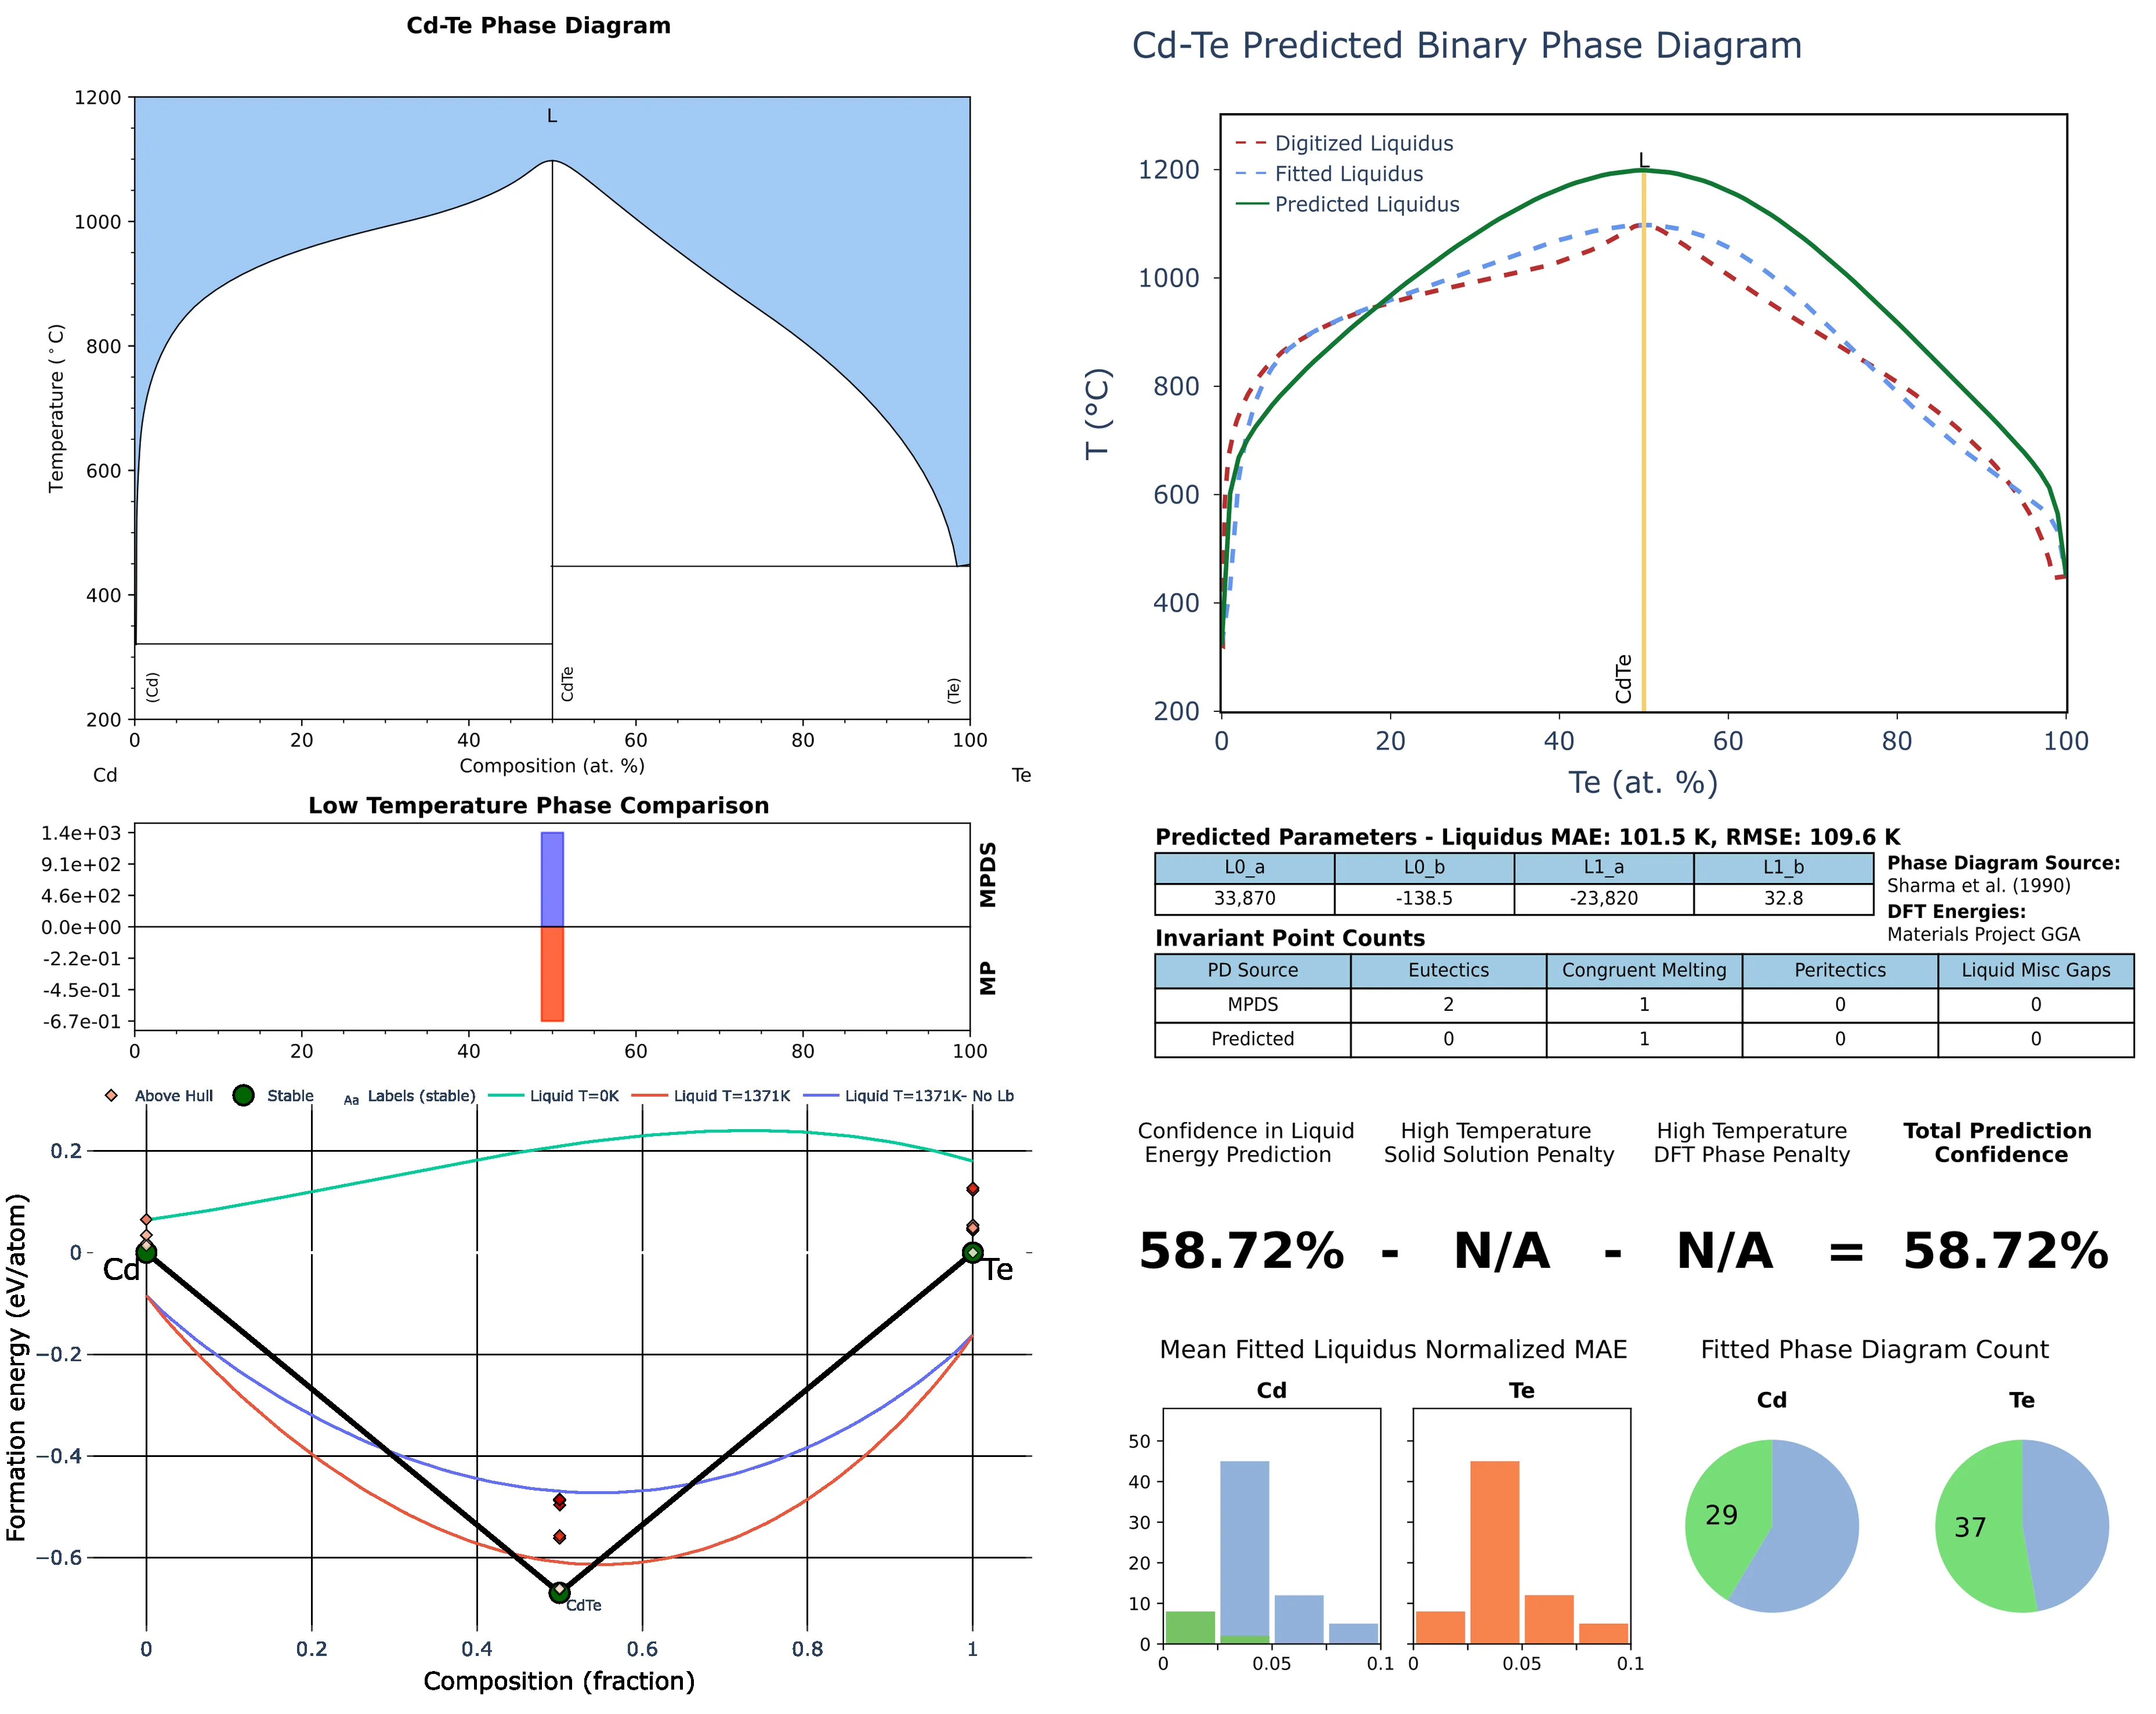 Cd-Te Phase Diagram
1200
1000
800
600
400
200
Temperature (°C)
L
(Cd)
CdTe
(Te)
0 20 40 60 80 100
Composition (at. %)
Cd Te
Low Temperature Phase Comparison
1.4e+03
9.1e+02
4.6e+02
0.0e+00
-2.2e-01
-4.5e-01
-6.7e-01
MPDS
MP
0 20 40 60 80 100
Above Hull Stable Aa Labels (stable) Liquid T=0K Liquid T=1371K Liquid T=1371K- No Lb
0.2
0
−0.2
−0.4
−0.6
Formation energy (eV/atom)
Cd
Te
CdTe
0 0.2 0.4 0.6 0.8 1
Composition (fraction)
Cd-Te Predicted Binary Phase Diagram
Digitized Liquidus
Fitted Liquidus
Predicted Liquidus
L
1200
1000
800
600
400
200
T (°C)
CdTe
0 20 40 60 80 100
Te (at. %)
Predicted Parameters - Liquidus MAE: 101.5 K, RMSE: 109.6 K
L0_a L0_b L1_a L1_b
33,870 -138.5 -23,820 32.8
Phase Diagram Source:
Sharma et al. (1990)
DFT Energies:
Materials Project GGA
Invariant Point Counts
PD Source Eutectics Congruent Melting Peritectics Liquid Misc Gaps
MPDS 2 1 0 0
Predicted 0 1 0 0
Confidence in Liquid
Energy Prediction
High Temperature
Solid Solution Penalty
High Temperature
DFT Phase Penalty
Total Prediction
Confidence
58.72% - N/A - N/A = 58.72%
Mean Fitted Liquidus Normalized MAE
Cd Te
50
40
30
20
10
0
0 0.05 0.1
0 0.05 0.1
Fitted Phase Diagram Count
Cd Te
29
37